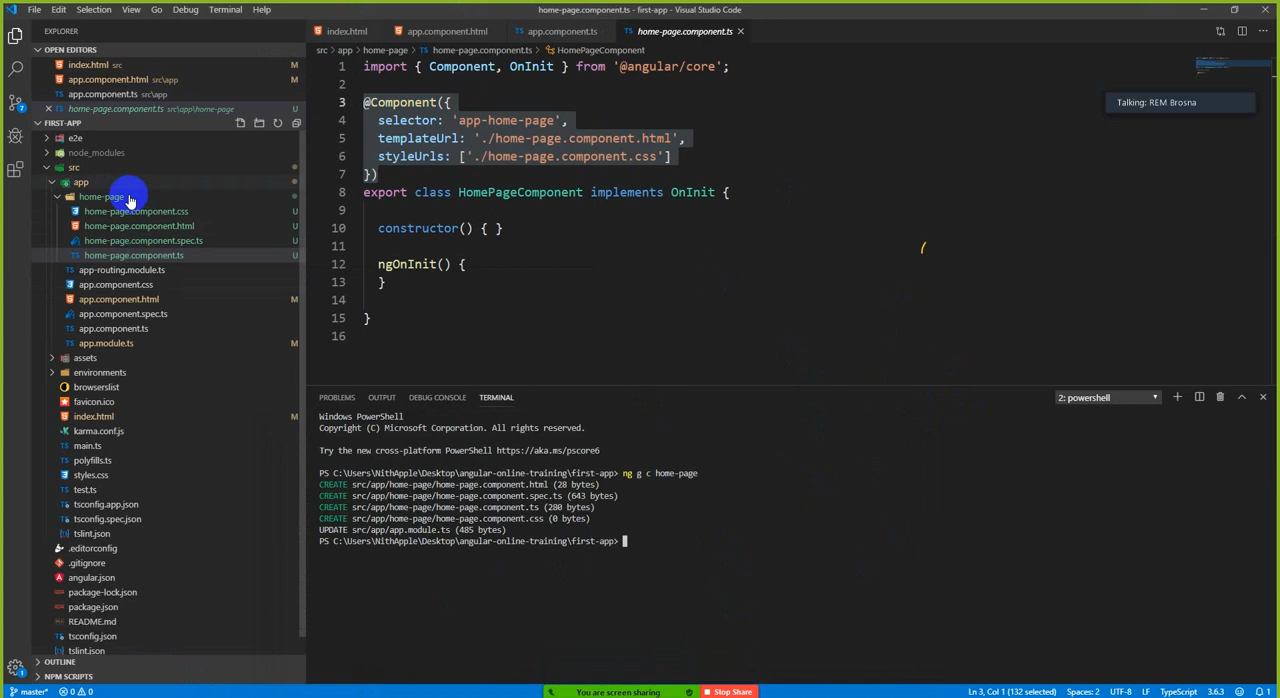 File Edit Selection View Go Debug Terminal Help
home-page.component.ts - first-app - Visual Studio Code
EXPLORER
OPEN EDITORS
index.html src M
app.component.html src\app M
app.component.ts src\app
home-page.component.ts src\app\home-page U
FIRST-APP
e2e
node_modules
src
app
home-page
home-page.component.css U
home-page.component.html U
home-page.component.spec.ts U
TS home-page.component.ts U
app-routing.module.ts
app.component.css
app.component.html M
app.component.spec.ts
TS app.component.ts
TS app.module.ts M
assets
environments
browserslist
favicon.ico
index.html M
karma.conf.js
TS main.ts
TS polyfills.ts
styles.css
TS test.ts
tsconfig.app.json
tsconfig.spec.json
tslint.json
.editorconfig
.gitignore
angular.json
package-lock.json
package.json
README.md
tsconfig.json
tslint.json
OUTLINE
NPM SCRIPTS
7
1
index.html app.component.html TS app.component.ts TS home-page.component.ts
src > app > home-page > TS home-page.component.ts > HomePageComponent
1 import { Component, OnInit } from '@angular/core';
2
3 @Component({
4 selector: 'app-home-page',
5 templateUrl: './home-page.component.html',
6 styleUrls: ['./home-page.component.css']
7 })
8 export class HomePageComponent implements OnInit {
9
10 constructor() { }
11
12 ngOnInit() {
13 }
14
15 }
16
Talking: REM Brosna
PROBLEMS OUTPUT DEBUG CONSOLE TERMINAL
2: powershell
Windows PowerShell
Copyright (C) Microsoft Corporation. All rights reserved.
Try the new cross-platform PowerShell https://aka.ms/pscore6
PS C:\Users\NithApple\Desktop\angular-online-training\first-app> ng g c home-page
CREATE src/app/home-page/home-page.component.html (28 bytes)
CREATE src/app/home-page/home-page.component.spec.ts (643 bytes)
CREATE src/app/home-page/home-page.component.ts (280 bytes)
CREATE src/app/home-page/home-page.component.css (0 bytes)
UPDATE src/app/app.module.ts (485 bytes)
PS C:\Users\NithApple\Desktop\angular-online-training\first-app>
master* 0 0
You are screen sharing Stop Share
Ln 3, Col 1 (132 selected) Spaces: 2 UTF-8 LF TypeScript 3.6.3 1